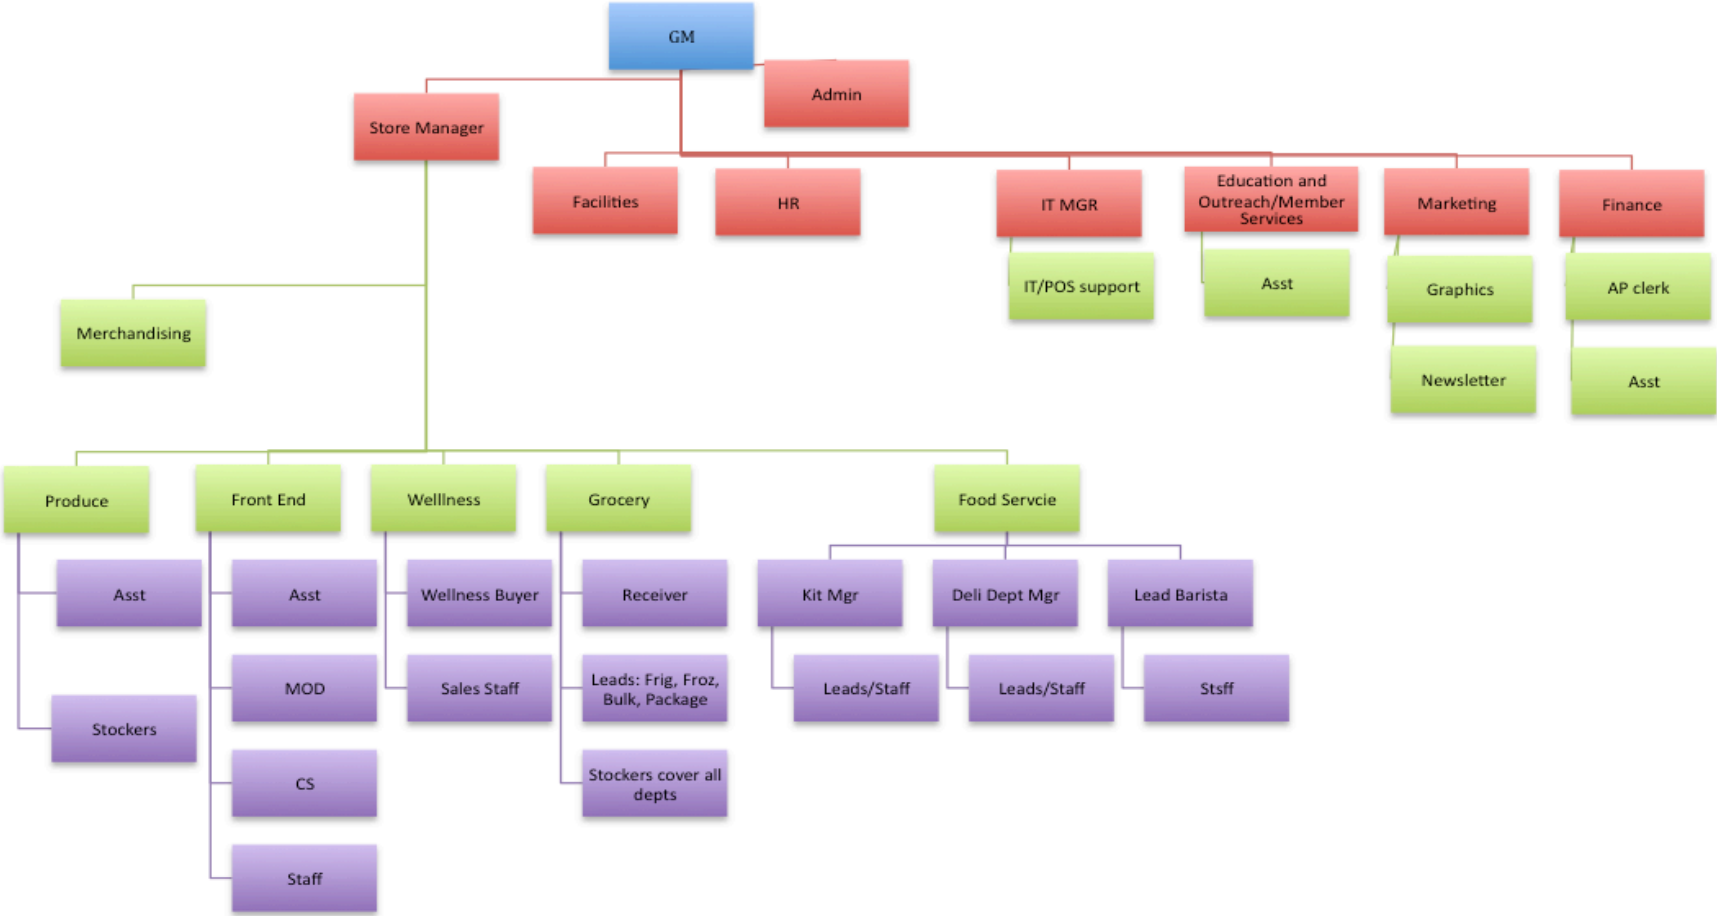 GM
Admin
Store Manager
Facilities
HR
IT MGR
Education and
Outreach/Member
Services
Marketing
Finance
IT/POS support
Asst
Graphics
AP clerk
Merchandising
Newsletter
Asst
Produce
Front End
Welllness
Grocery
Food Servcie
Asst
Asst
Wellness Buyer
Receiver
Kit Mgr
Deli Dept Mgr
Lead Barista
MOD
Sales Staff
Leads: Frig, Froz,
Bulk, Package
Leads/Staff
Leads/Staff
Stsff
Stockers
CS
Stockers cover all
depts
Staff